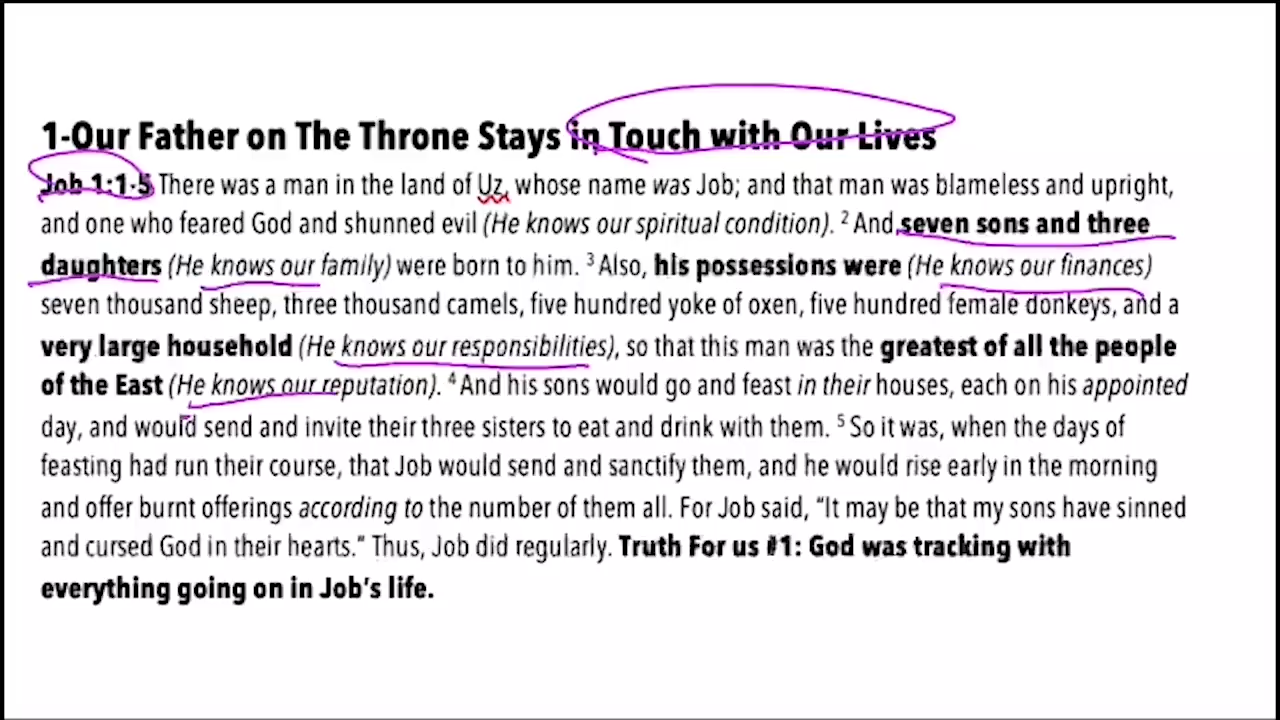 1-Our Father on The Throne Stays in Touch with Our Lives
Job 1:1-5 There was a man in the land of Uz, whose name was Job; and that man was blameless and upright,
and one who feared God and shunned evil (He knows our spiritual condition). 2 And seven sons and three
daughters (He knows our family) were born to him. 3 Also, his possessions were (He knows our finances)
seven thousand sheep, three thousand camels, five hundred yoke of oxen, five hundred female donkeys, and a
very large household (He knows our responsibilities), so that this man was the greatest of all the people
of the East (He knows our reputation). 4 And his sons would go and feast in their houses, each on his appointed
day, and would send and invite their three sisters to eat and drink with them. 5 So it was, when the days of
feasting had run their course, that Job would send and sanctify them, and he would rise early in the morning
and offer burnt offerings according to the number of them all. For Job said, “It may be that my sons have sinned
and cursed God in their hearts.” Thus, Job did regularly. Truth For us #1: God was tracking with
everything going on in Job’s life.